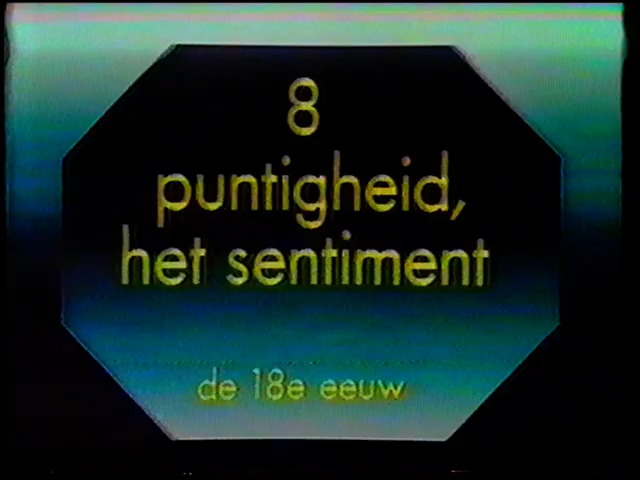 8
puntigheid,
het sentiment
de 18e eeuw